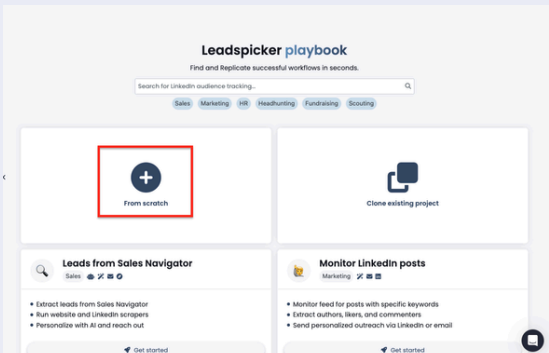 Leadspicker playbook
Find and Replicate successful workflows in seconds.
Search for LinkedIn audience tracking...
Sales Marketing HR Headhunting Fundraising Scouting
From scratch
Clone existing project
Leads from Sales Navigator
Sales
Extract leads from Sales Navigator
Run website and LinkedIn scrapers
Personalize with AI and reach out
Get started
Monitor LinkedIn posts
Marketing
Monitor feed for posts with specific keywords
Extract authors, likers, and commenters
Send personalized outreach via LinkedIn or email
Get started